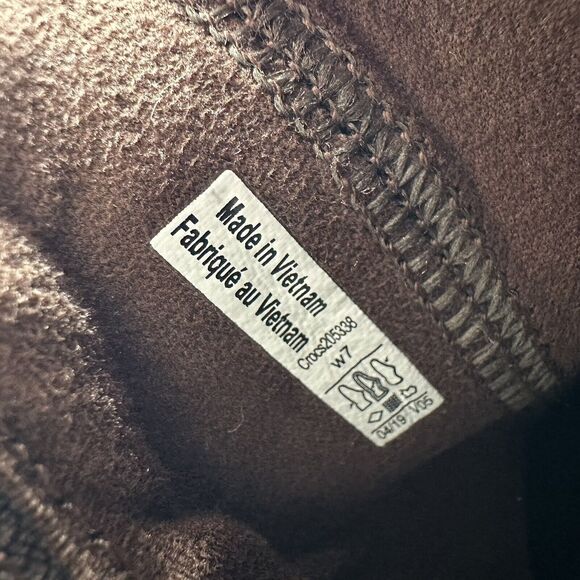 Made in Vietnam
Fabriqué au Vietnam
Crocs205338
W7
04/19 V05